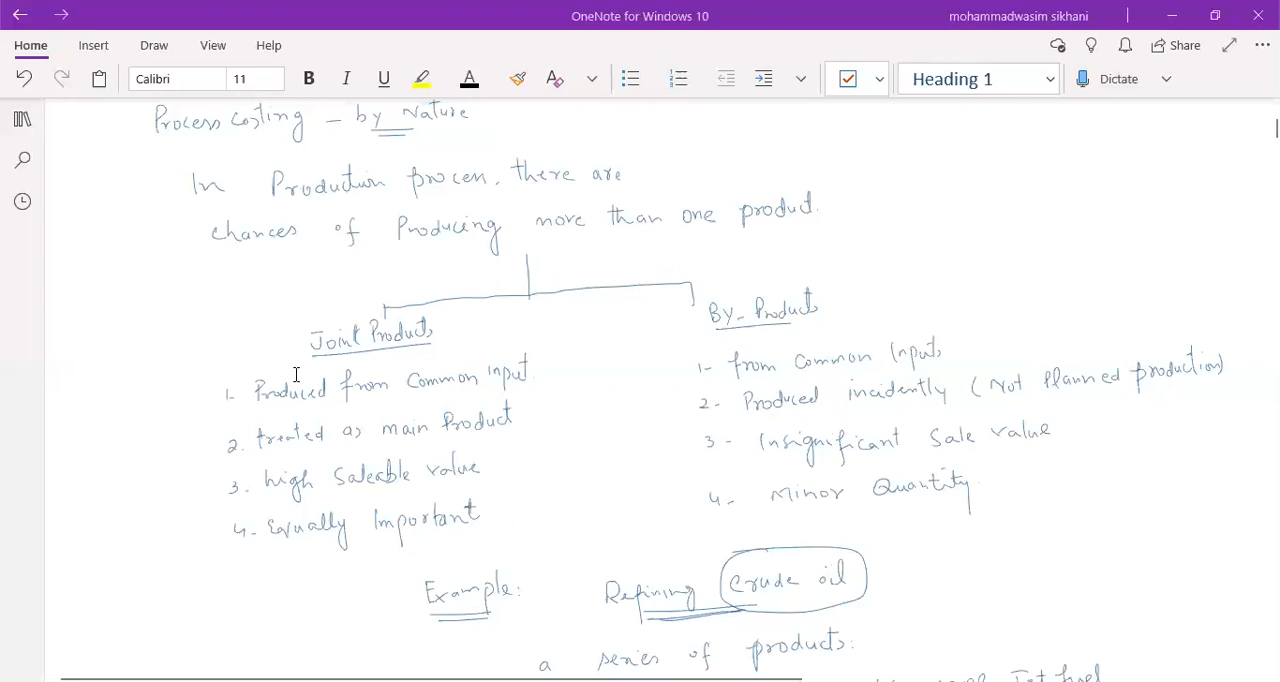 OneNote for Windows 10
mohammadwasim sikhani
Home Insert Draw View Help
Share
Calibri 11 B I U A A Heading 1 Dictate
Process costing – by Nature
In Production process, there are
chances of Producing more than one product.
Joint Products
1- Produced from Common input.
2. treated as main Product
3. high Saleable value
4- Equally Important
By-Products
1- from Common Inputs
2- Produced incidently (Not Planned production)
3- Insignificant Sale value
4- Minor Quantity.
Example: Refining Crude oil
a series of products:
Jet fuel